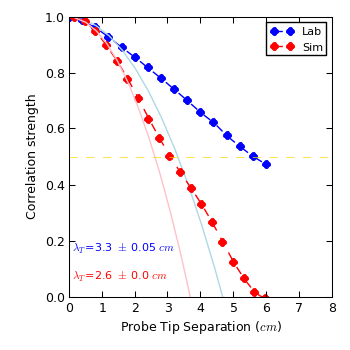 1.0
Lab
Sim
0.8
0.6
0.4
0.2
0.0
Correlation strength
λ_T=3.3 ± 0.05 cm
λ_T=2.6 ± 0.0 cm
0 1 2 3 4 5 6 7 8
Probe Tip Separation (cm)